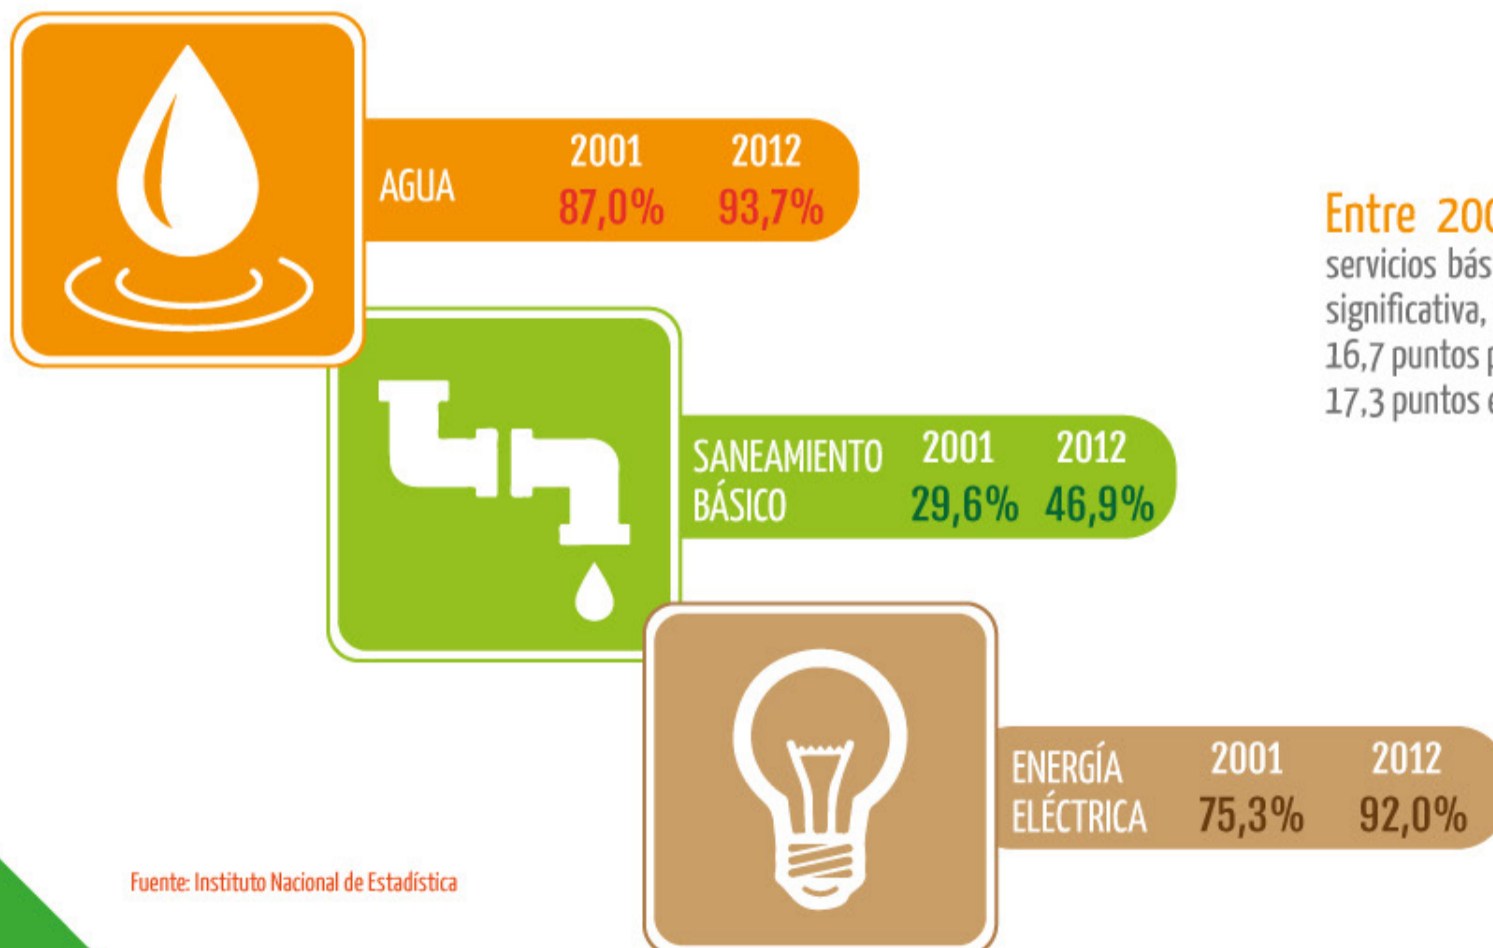 AGUA
2001 2012
87,0% 93,7%
Entre
servicios
significativa,
16,7 puntos
17,3 puntos
SANEAMIENTO
BÁSICO
2001 2012
29,6% 46,9%
ENERGÍA
ELÉCTRICA
2001 2012
75,3% 92,0%
Fuente: Instituto Nacional de Estadística